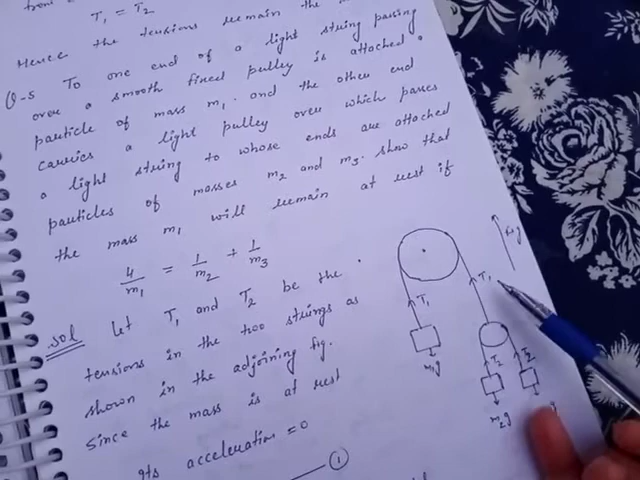 T₁ = T₂
Hence the tensions remain the
Q-5 To one end of a light string passing
over a smooth fixed pulley is attached a
particle of mass m₁. and the other end
carries a light pulley over which passes
a light string to whose ends are attached
particles of masses m₂ and m₃. Show that
the mass m₁ will remain at rest if
4/m₁ = 1/m₂ + 1/m₃
Sol Let T₁ and T₂ be the
tensions in the two strings as
shown in the adjoining fig.
Since the mass is at rest
Its acceleration = 0
①
T₁
T₁
m₁g
T₂
T₂
m₂g